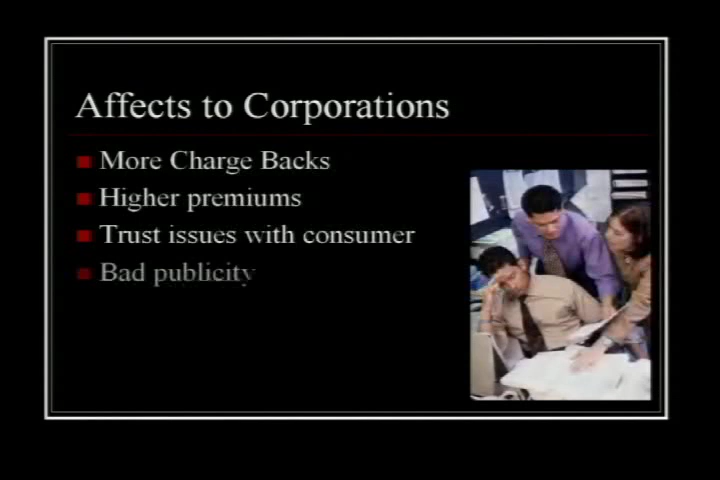 Affects to Corporations
More Charge Backs
Higher premiums
Trust issues with consumer
Bad publicity